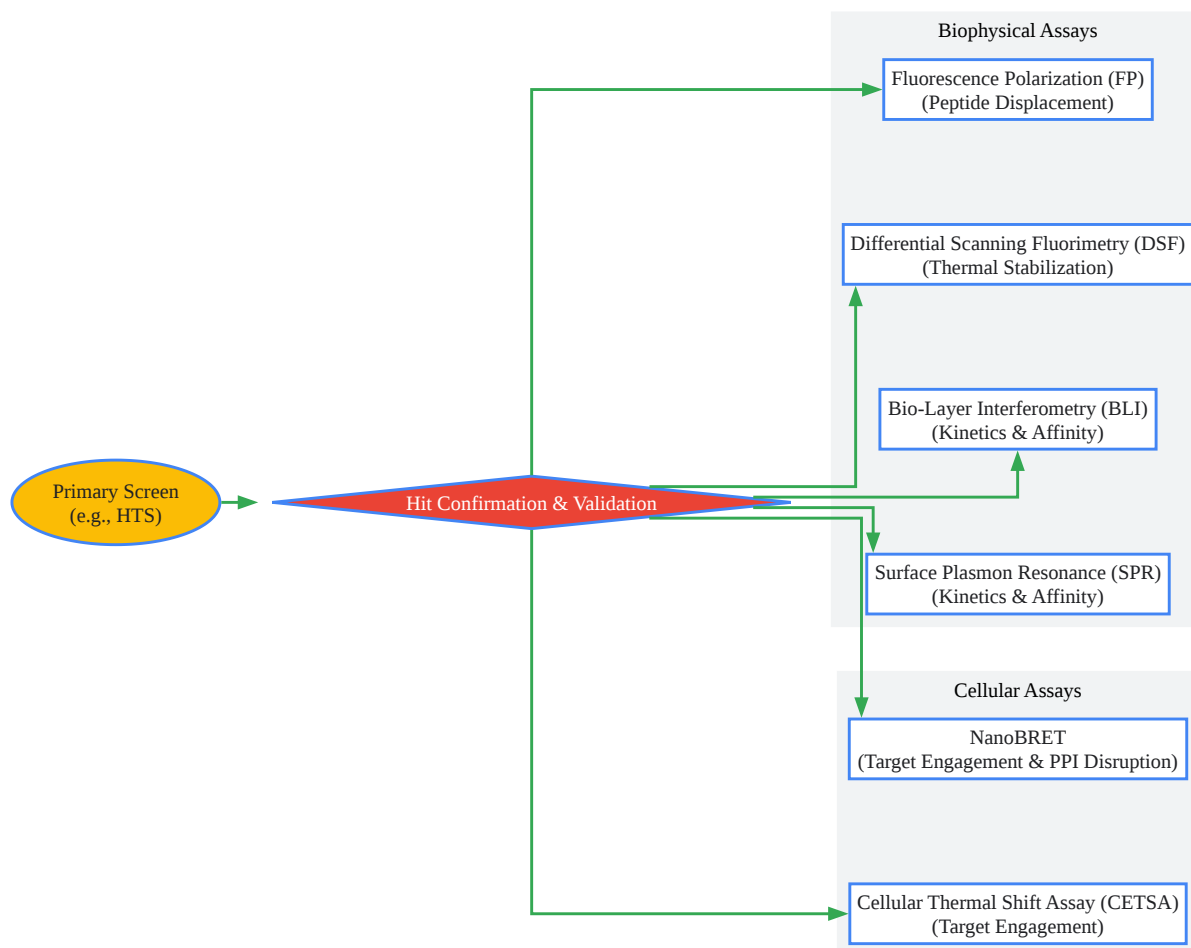 Biophysical Assays
Fluorescence Polarization (FP)
(Peptide Displacement)
Differential Scanning Fluorimetry (DSF)
(Thermal Stabilization)
Bio-Layer Interferometry (BLI)
(Kinetics & Affinity)
Primary Screen
(e.g., HTS)
Hit Confirmation & Validation
Surface Plasmon Resonance (SPR)
(Kinetics & Affinity)
Cellular Assays
NanoBRET
(Target Engagement & PPI Disruption)
Cellular Thermal Shift Assay (CETSA)
(Target Engagement)